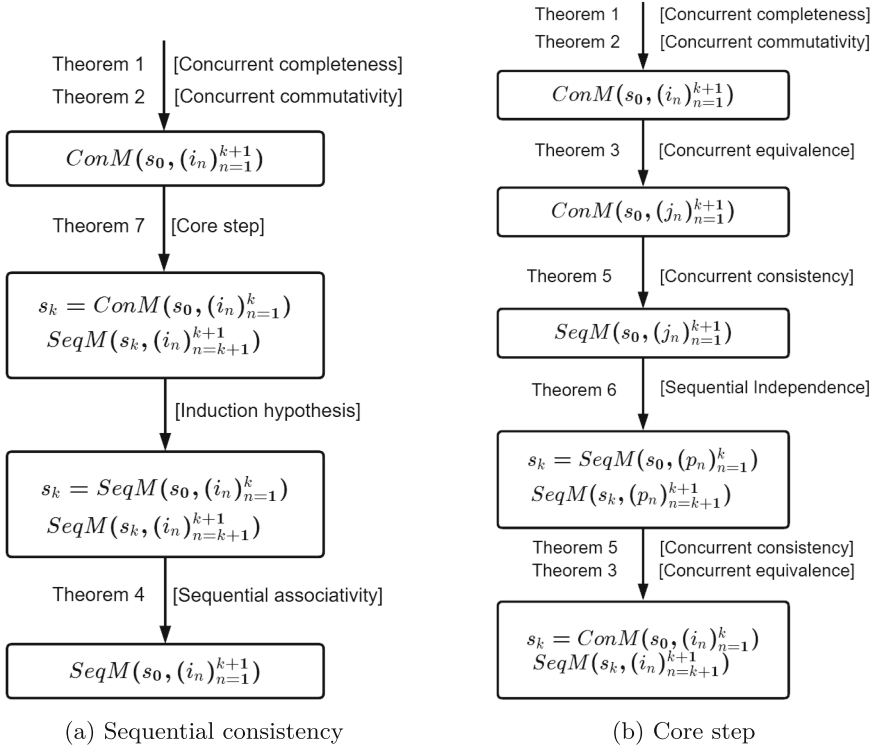 Theorem 1 [Concurrent completeness]
Theorem 2 [Concurrent commutativity]
ConM(s₀, (iₙ)ₙ₌₁ᵏ⁺¹)
Theorem 7 [Core step]
sₖ = ConM(s₀, (iₙ)ₙ₌₁ᵏ)
SeqM(sₖ, (iₙ)ₙ₌ₖ₊₁ᵏ⁺¹)
[Induction hypothesis]
sₖ = SeqM(s₀, (iₙ)ₙ₌₁ᵏ)
SeqM(sₖ, (iₙ)ₙ₌ₖ₊₁ᵏ⁺¹)
Theorem 4 [Sequential associativity]
SeqM(s₀, (iₙ)ₙ₌₁ᵏ⁺¹)
(a) Sequential consistency
Theorem 1 [Concurrent completeness]
Theorem 2 [Concurrent commutativity]
ConM(s₀, (iₙ)ₙ₌₁ᵏ⁺¹)
Theorem 3 [Concurrent equivalence]
ConM(s₀, (jₙ)ₙ₌₁ᵏ⁺¹)
Theorem 5 [Concurrent consistency]
SeqM(s₀, (jₙ)ₙ₌₁ᵏ⁺¹)
Theorem 6 [Sequential Independence]
sₖ = SeqM(s₀, (pₙ)ₙ₌₁ᵏ)
SeqM(sₖ, (pₙ)ₙ₌ₖ₊₁ᵏ⁺¹)
Theorem 5 [Concurrent consistency]
Theorem 3 [Concurrent equivalence]
sₖ = ConM(s₀, (iₙ)ₙ₌₁ᵏ)
SeqM(sₖ, (iₙ)ₙ₌ₖ₊₁ᵏ⁺¹)
(b) Core step